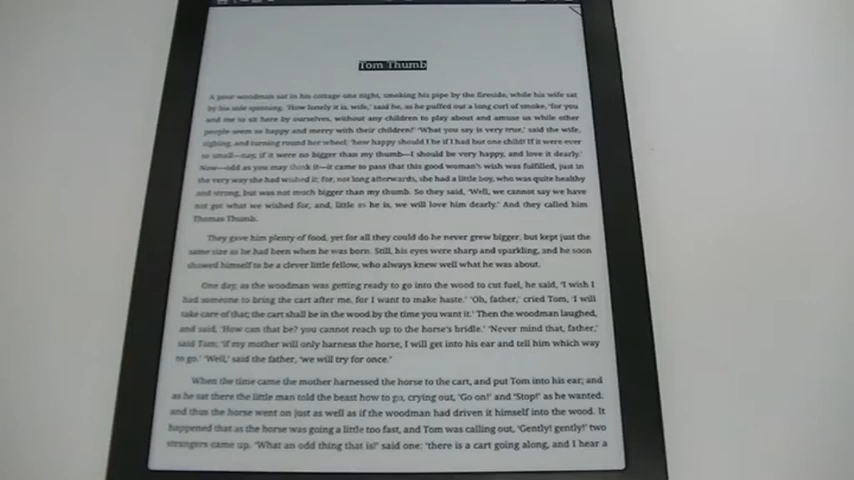 Tom Thumb
A poor woodman sat in his cottage one night, smoking his pipe by the fireside, while his wife sat
by his side spinning. 'How lonely it is, wife,' said he, as he puffed out a long curl of smoke, 'for you
and me to sit here by ourselves, without any children to play about and amuse us while other
people seem so happy and merry with their children!' 'What you say is very true,' said the wife,
sighing, and turning round her wheel; 'how happy should I be if I had but one child! If it were ever
so small—nay, if it were no bigger than my thumb—I should be very happy, and love it dearly.'
Now—odd as you may think it—it came to pass that this good woman's wish was fulfilled, just in
the very way she had wished it; for, not long afterwards, she had a little boy, who was quite healthy
and strong, but was not much bigger than my thumb. So they said, 'Well, we cannot say we have
not got what we wished for, and, little as he is, we will love him dearly.' And they called him
Thomas Thumb.
They gave him plenty of food, yet for all they could do he never grew bigger, but kept just the
same size as he had been when he was born. Still, his eyes were sharp and sparkling, and he soon
showed himself to be a clever little fellow, who always knew well what he was about.
One day, as the woodman was getting ready to go into the wood to cut fuel, he said, 'I wish I
had someone to bring the cart after me, for I want to make haste.' 'Oh, father,' cried Tom, 'I will
take care of that; the cart shall be in the wood by the time you want it.' Then the woodman laughed,
and said, 'How can that be? you cannot reach up to the horse's bridle.' 'Never mind that, father,'
said Tom; 'if my mother will only harness the horse, I will get into his ear and tell him which way
to go.' 'Well,' said the father, 'we will try for once.'
When the time came the mother harnessed the horse to the cart, and put Tom into his ear; and
as he sat there the little man told the beast how to go, crying out, 'Go on!' and 'Stop!' as he wanted:
and thus the horse went on just as well as if the woodman had driven it himself into the wood. It
happened that as the horse was going a little too fast, and Tom was calling out, 'Gently! gently!' two
strangers came up. 'What an odd thing that is!' said one: 'there is a cart going along, and I hear a